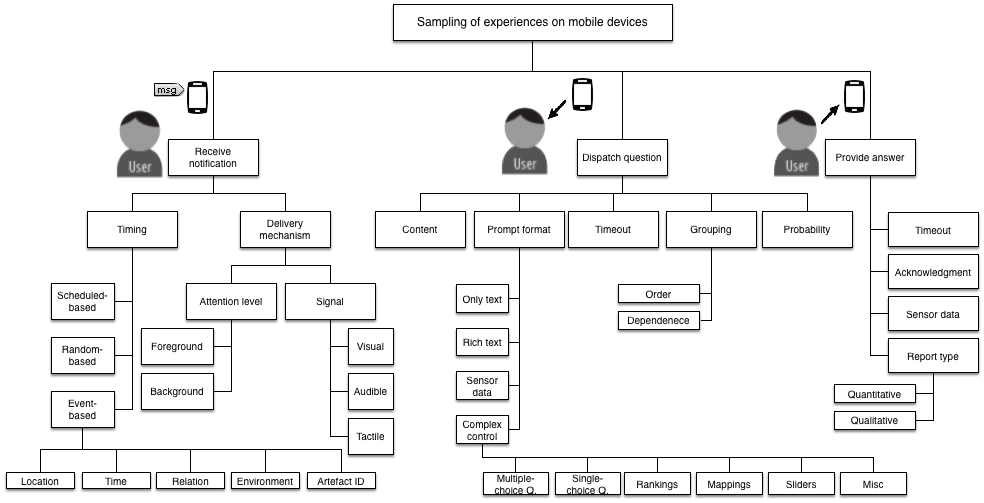 Sampling of experiences on mobile devices
msg
User
Receive
notification
User
Dispatch question
User
Provide answer
Timing
Delivery
mechanism
Content
Prompt format
Timeout
Grouping
Probability
Timeout
Acknowledgment
Sensor data
Report type
Quantitative
Qualitative
Scheduled-
based
Random-
based
Event-
based
Attention level
Signal
Foreground
Background
Visual
Audible
Tactile
Only text
Rich text
Sensor
data
Complex
control
Order
Dependenece
Location
Time
Relation
Environment
Artefact ID
Multiple-
choice Q.
Single-
choice Q.
Rankings
Mappings
Sliders
Misc